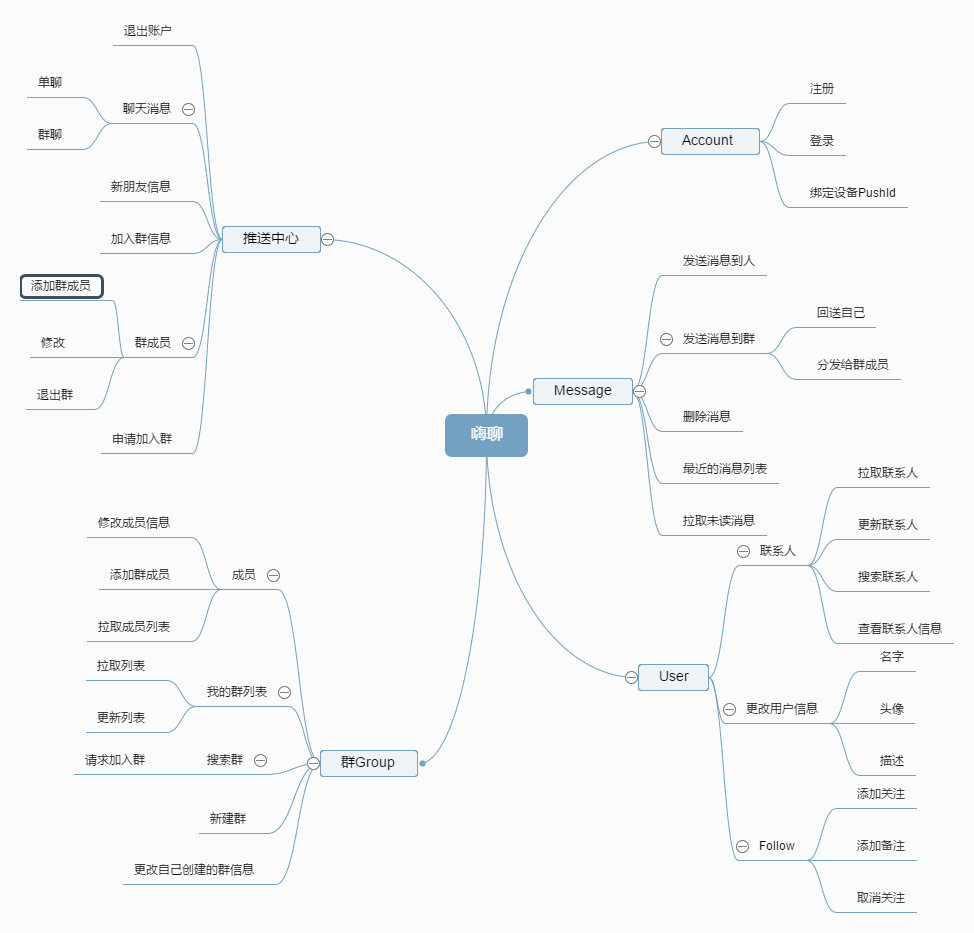 嗨聊
Account
注册
登录
绑定设备PushId
Message
发送消息到人
发送消息到群
回送自己
分发给群成员
删除消息
最近的消息列表
拉取未读消息
User
联系人
拉取联系人
更新联系人
搜索联系人
查看联系人信息
更改用户信息
名字
头像
描述
Follow
添加关注
添加备注
取消关注
推送中心
退出账户
聊天消息
单聊
群聊
新朋友信息
加入群信息
群成员
添加群成员
修改
退出群
申请加入群
群Group
成员
修改成员信息
添加群成员
拉取成员列表
我的群列表
拉取列表
更新列表
搜索群
请求加入群
新建群
更改自己创建的群信息